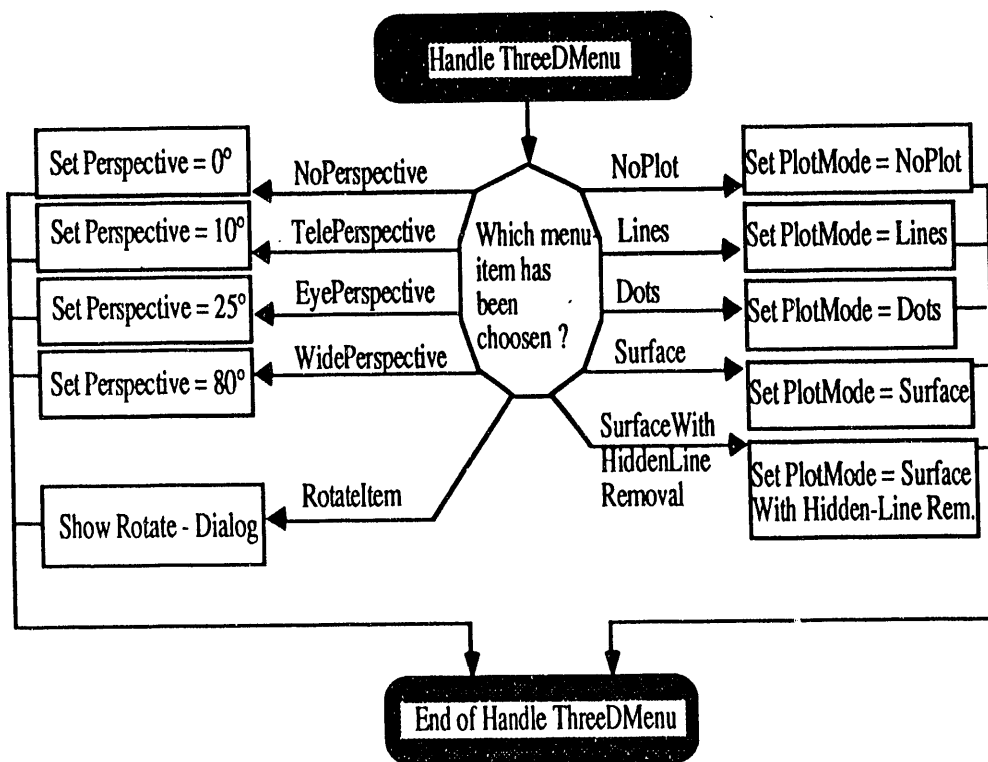 Handle ThreeDMenu
Set Perspective = 0°
NoPerspective
NoPlot
Set PlotMode = NoPlot
Set Perspective = 10°
TelePerspective
Which menu-
item has
been
choosen ?
Lines
Set PlotMode = Lines
Set Perspective = 25°
EyePerspective
Dots
Set PlotMode = Dots
Set Perspective = 80°
WidePerspective
Surface
Set PlotMode = Surface
SurfaceWith
HiddenLine
Removal
Set PlotMode = Surface
With Hidden-Line Rem.
Show Rotate - Dialog
RotateItem
End of Handle ThreeDMenu